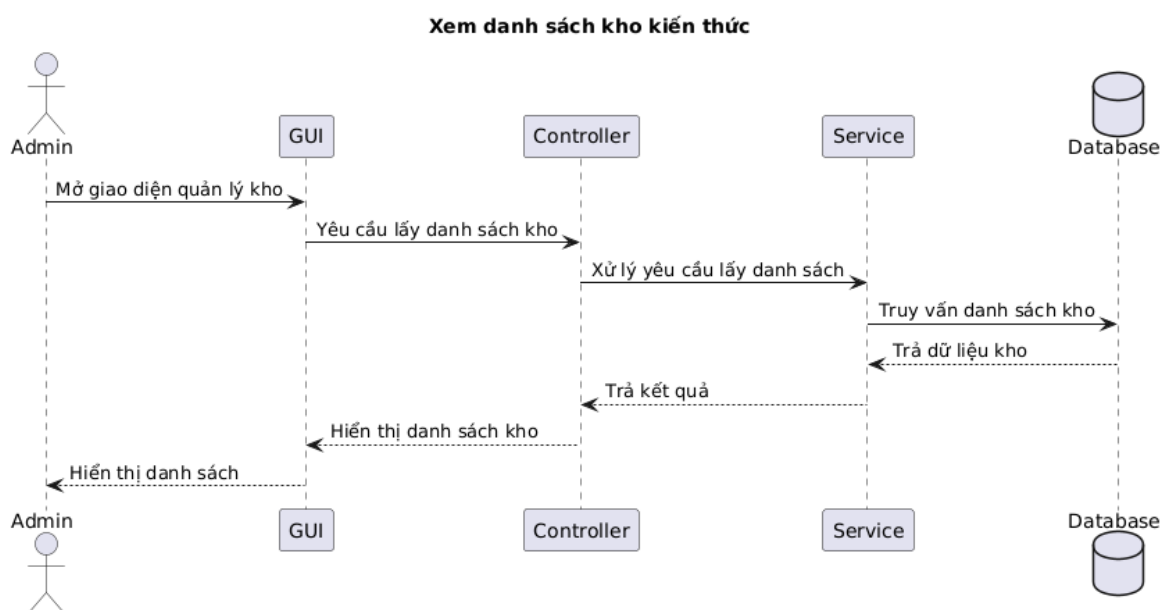 Xem danh sách kho kiến thức
Admin
GUI
Controller
Service
Database
Mở giao diện quản lý kho
Yêu cầu lấy danh sách kho
Xử lý yêu cầu lấy danh sách
Truy vấn danh sách kho
Trả dữ liệu kho
Trả kết quả
Hiển thị danh sách kho
Hiển thị danh sách
Admin
GUI
Controller
Service
Database